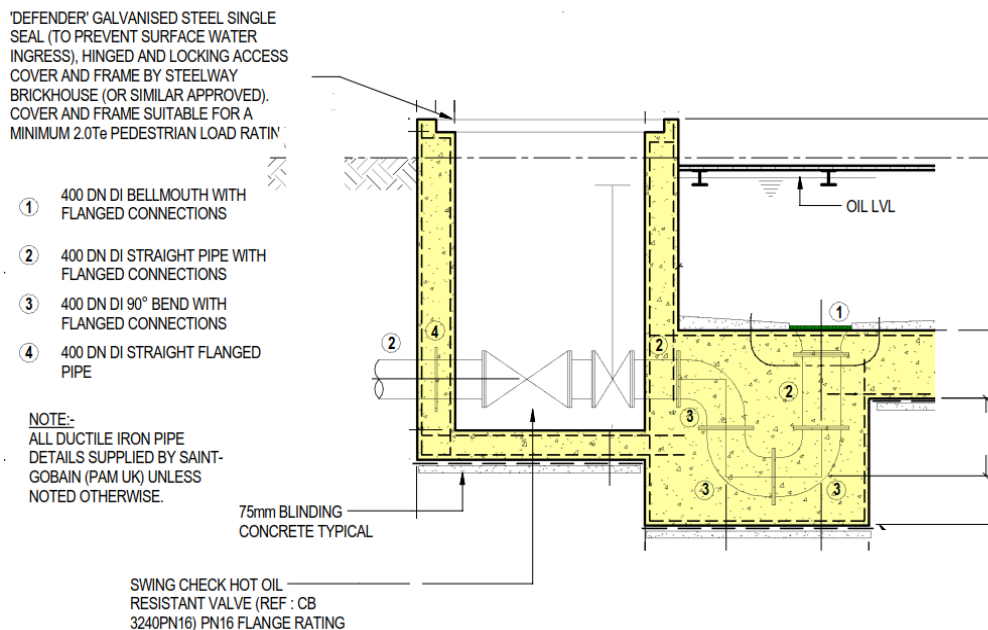 'DEFENDER' GALVANISED STEEL SINGLE
SEAL (TO PREVENT SURFACE WATER
INGRESS), HINGED AND LOCKING ACCESS
COVER AND FRAME BY STEELWAY
BRICKHOUSE (OR SIMILAR APPROVED).
COVER AND FRAME SUITABLE FOR A
MINIMUM 2.0Te PEDESTRIAN LOAD
1 400 DN DI BELLMOUTH WITH
FLANGED CONNECTIONS
2 400 DN DI STRAIGHT PIPE WITH
FLANGED CONNECTIONS
3 400 DN DI 90° BEND WITH
FLANGED CONNECTIONS
4 400 DN DI STRAIGHT FLANGED
PIPE
NOTE:-
ALL DUCTILE IRON PIPE
DETAILS SUPPLIED BY SAINT-
GOBAIN (PAM UK) UNLESS
NOTED OTHERWISE.
OIL LVL
1
2
4
2
2
3
3
3
75mm BLINDING
CONCRETE TYPICAL
SWING CHECK HOT OIL
RESISTANT VALVE (REF : CB
3240PN16) PN16 FLANGE RATING